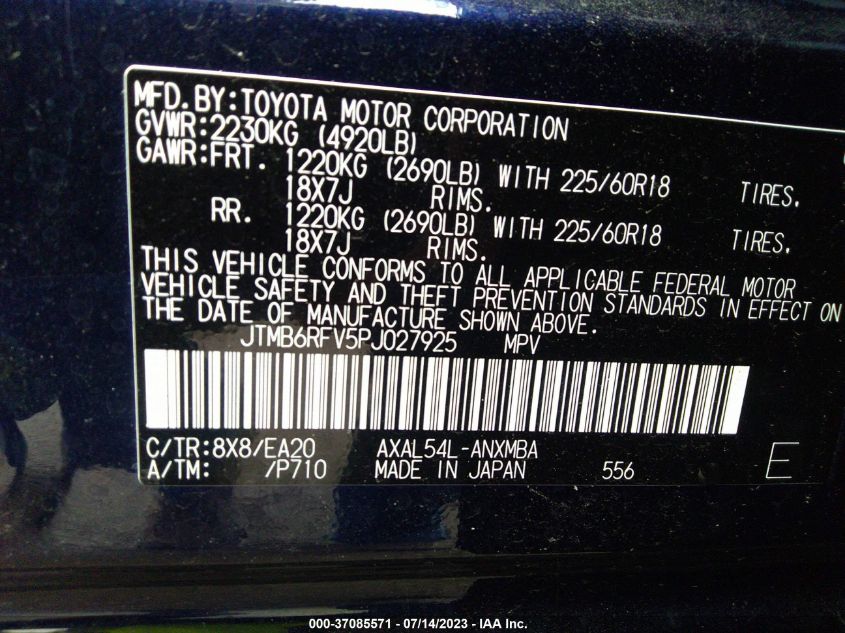 MFD.BY:TOYOTA MOTOR CORPORATION
GVWR:2230KG (4920LB)
GAWR:FRT. 1220KG (2690LB) WITH 225/60R18 TIRES.
18X7J RIMS.
RR. 1220KG (2690LB) WITH 225/60R18 TIRES,
18X7J RIMS.
THIS VEHICLE CONFORMS TO ALL APPLICABLE FEDERAL MOTOR
VEHICLE SAFETY AND THEFT PREVENTION STANDARDS IN EFFECT ON
THE DATE OF MANUFACTURE SHOWN ABOVE.
JTMB6RFV5PJ027925 MPV
C/TR:8X8/EA20 AXAL54L-ANXMBA
A/TM: /P710 MADE IN JAPAN 556 E
000-37085571 - 07/14/2023 - IAA Inc.